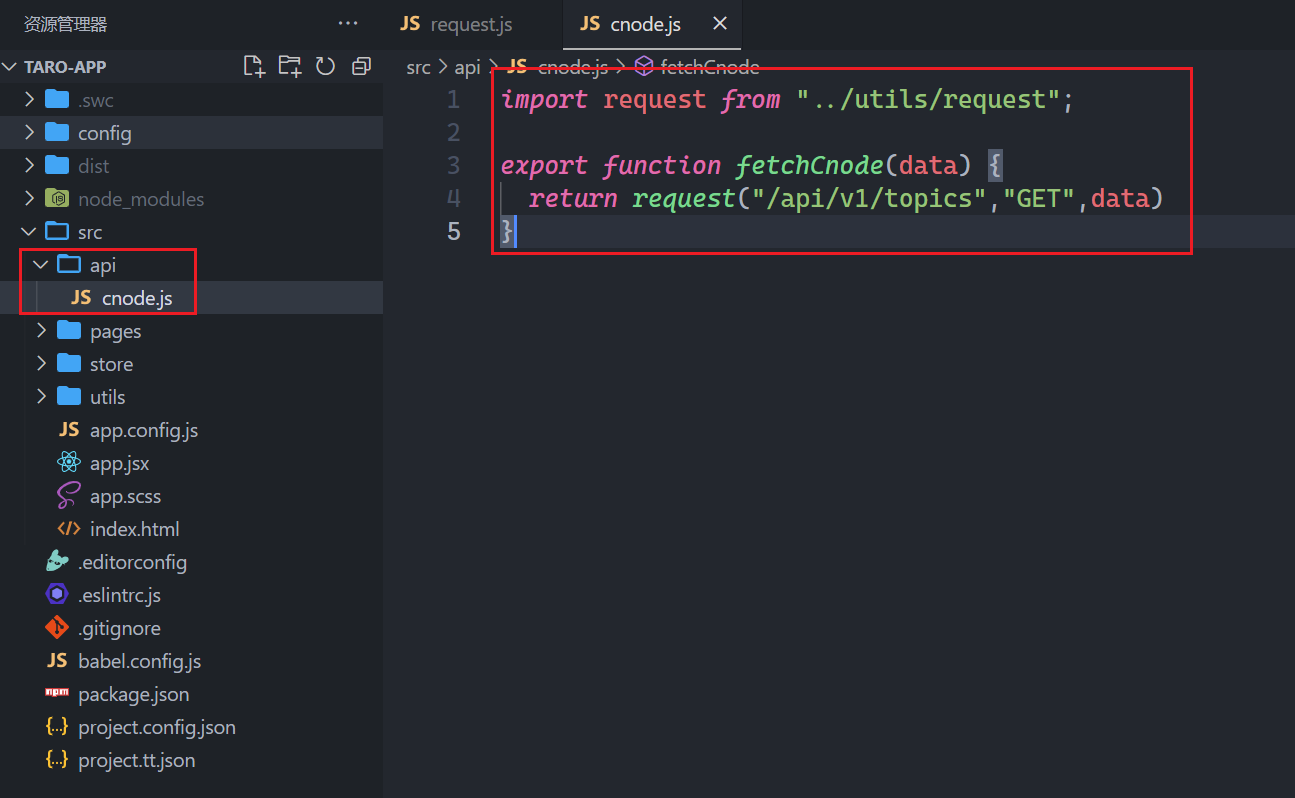 资源管理器
TARO-APP
.swc
config
dist
node_modules
src
api
JS cnode.js
pages
store
utils
JS app.config.js
app.jsx
app.scss
index.html
.editorconfig
.eslintrc.js
.gitignore
JS babel.config.js
npm package.json
{..} project.config.json
{..} project.tt.json
JS request.js
JS cnode.js
src > api > JS cnode.js > fetchCnode
1 import request from "../utils/request";
2
3 export function fetchCnode(data) {
4 return request("/api/v1/topics","GET",data)
5 }